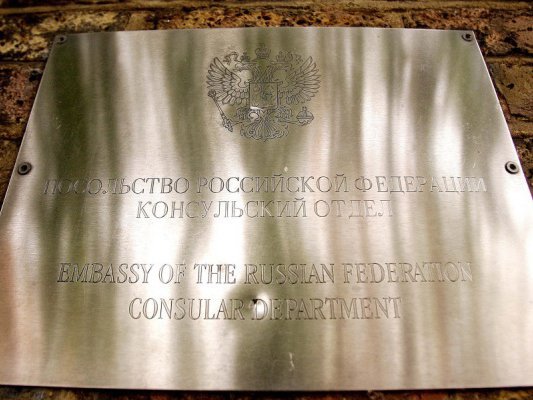 ПОСОЛЬСТВО РОССИЙСКОЙ ФЕДЕРАЦИИ
КОНСУЛЬСКИЙ ОТДЕЛ
EMBASSY OF THE RUSSIAN FEDERATION
CONSULAR DEPARTMENT